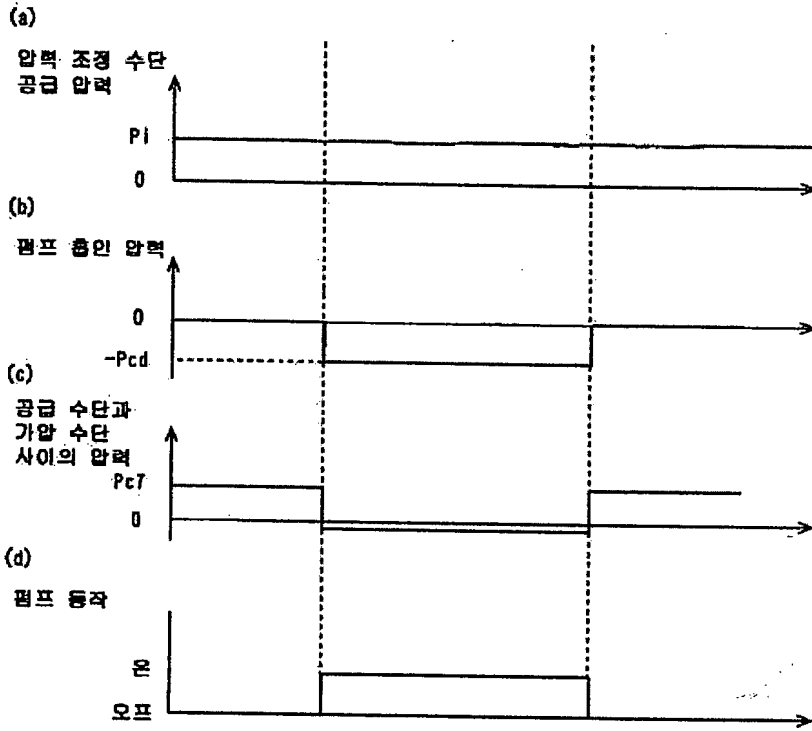 (a)
압력 조정 수단
공급 압력
Pi
0
(b)
펌프 흡인 압력
0
-Pcd
(c)
공급 수단과
가압 수단
사이의 압력
Pc7
0
(d)
펌프 동작
온
오프